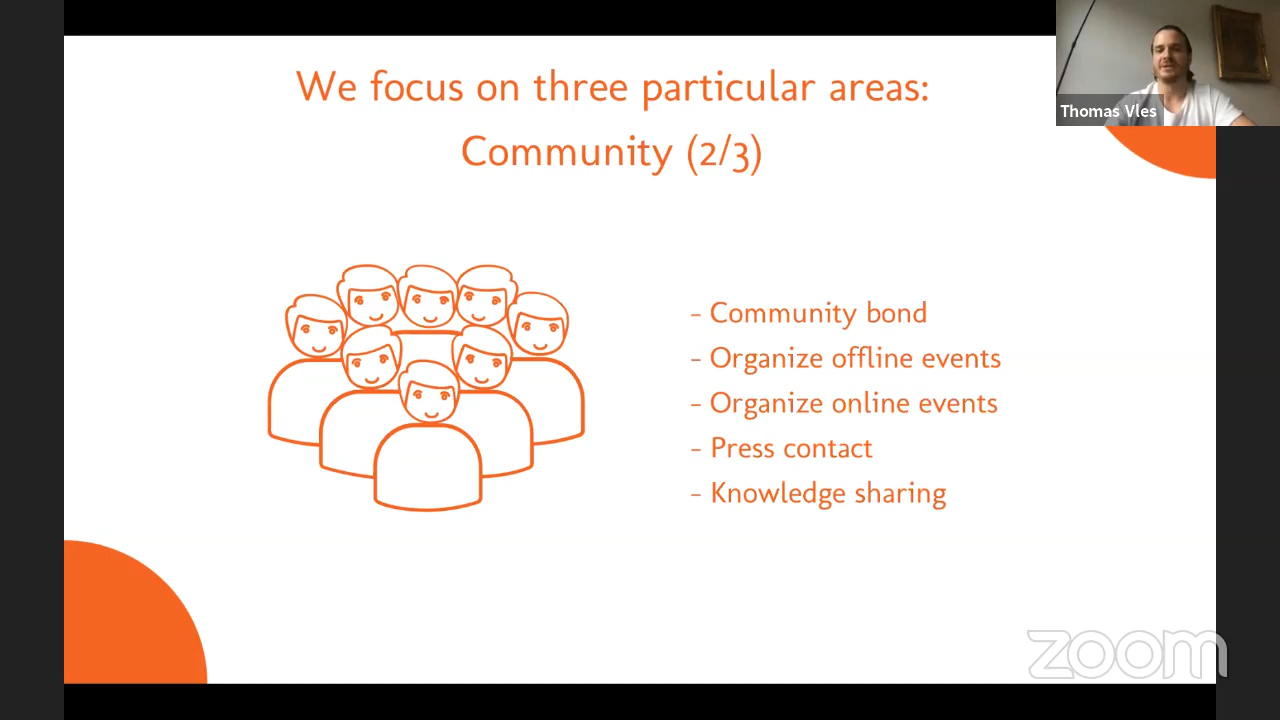 We focus on three particular areas:
Community (2/3)
Thomas Vles
- Community bond
- Organize offline events
- Organize online events
- Press contact
- Knowledge sharing
zoom